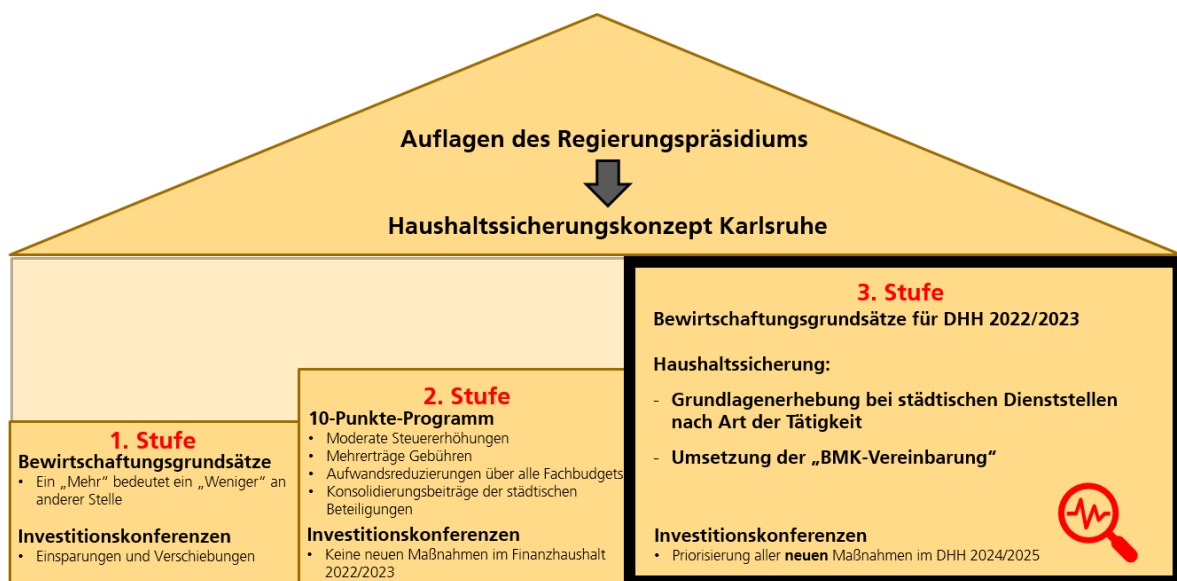 Auflagen des Regierungspräsidiums
Haushaltssicherungskonzept Karlsruhe
1. Stufe
Bewirtschaftungsgrundsätze
• Ein „Mehr“ bedeutet ein „Weniger“ an
anderer Stelle
Investitionskonferenzen
• Einsparungen und Verschiebungen
2. Stufe
10-Punkte-Programm
• Moderate Steuererhöhungen
• Mehrerträge Gebühren
• Aufwandsreduzierungen über alle Fachbudgets
• Konsolidierungsbeiträge der städtischen
Beteiligungen
Investitionskonferenzen
• Keine neuen Maßnahmen im Finanzhaushalt
2022/2023
3. Stufe
Bewirtschaftungsgrundsätze für DHH 2022/2023
Haushaltssicherung:
- Grundlagenerhebung bei städtischen Dienststellen
nach Art der Tätigkeit
- Umsetzung der „BMK-Vereinbarung“
Investitionskonferenzen
• Priorisierung aller neuen Maßnahmen im DHH 2024/2025